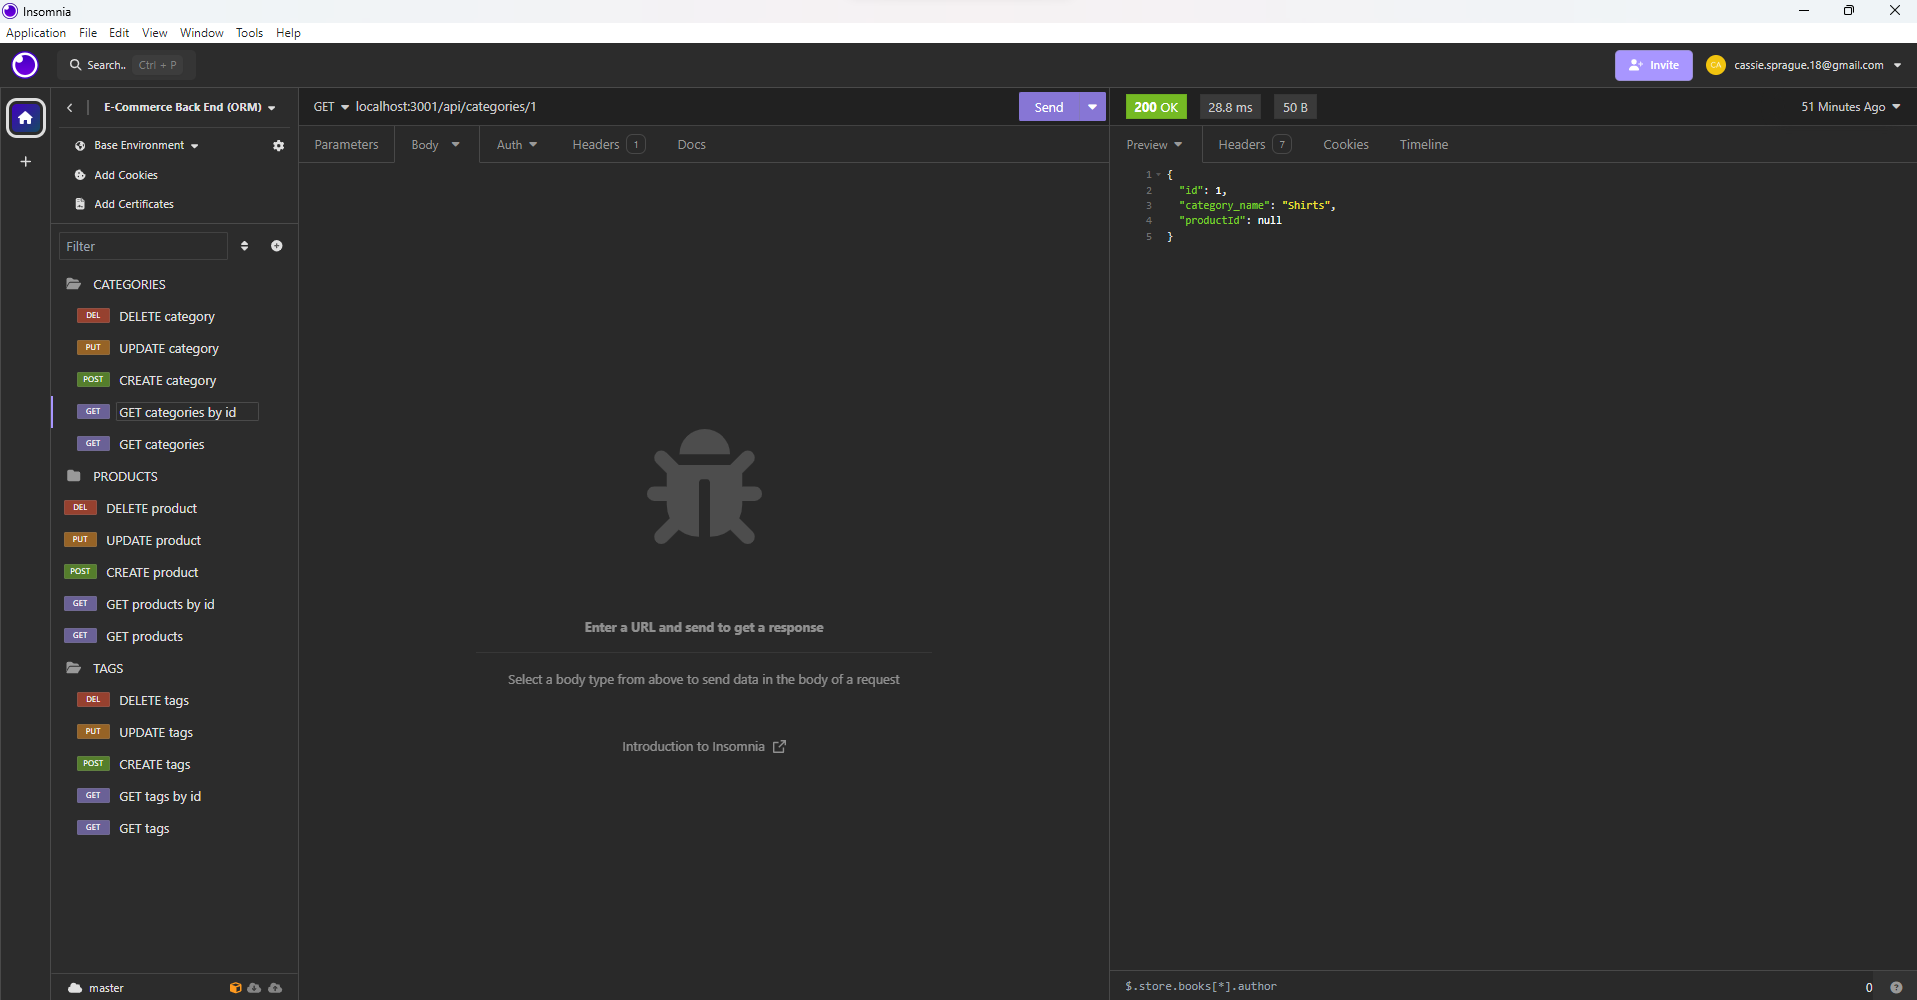 Insomnia
Application File Edit View Window Tools Help
Search.. Ctrl + P
Invite
CA cassie.sprague.18@gmail.com
E-Commerce Back End (ORM)
Base Environment
Add Cookies
Add Certificates
Filter
CATEGORIES
DEL DELETE category
PUT UPDATE category
POST CREATE category
GET GET categories by id
GET GET categories
PRODUCTS
DEL DELETE product
PUT UPDATE product
POST CREATE product
GET GET products by id
GET GET products
TAGS
DEL DELETE tags
PUT UPDATE tags
POST CREATE tags
GET GET tags by id
GET GET tags
master
GET localhost:3001/api/categories/1
Send
Parameters Body Auth Headers 1 Docs
Enter a URL and send to get a response
Select a body type from above to send data in the body of a request
Introduction to Insomnia
200 OK 28.8 ms 50 B 51 Minutes Ago
Preview Headers 7 Cookies Timeline
1 {
2 "id": 1,
3 "category_name": "Shirts",
4 "productId": null
5 }
$.store.books[*].author
0 ?